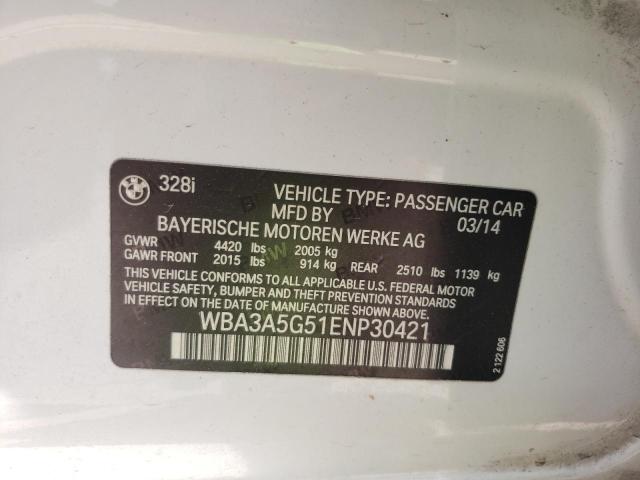 BMW
328i
VEHICLE TYPE: PASSENGER CAR
MFD BY 03/14
BAYERISCHE MOTOREN WERKE AG
GVWR 4420 lbs 2005 kg
GAWR FRONT 2015 lbs 914 kg REAR 2510 lbs 1139 kg
THIS VEHICLE CONFORMS TO ALL APPLICABLE U.S. FEDERAL MOTOR
VEHICLE SAFETY, BUMPER AND THEFT PREVENTION STANDARDS
IN EFFECT ON THE DATE OF MANUFACTURE SHOWN ABOVE.
WBA3A5G51ENP30421
2 122 606